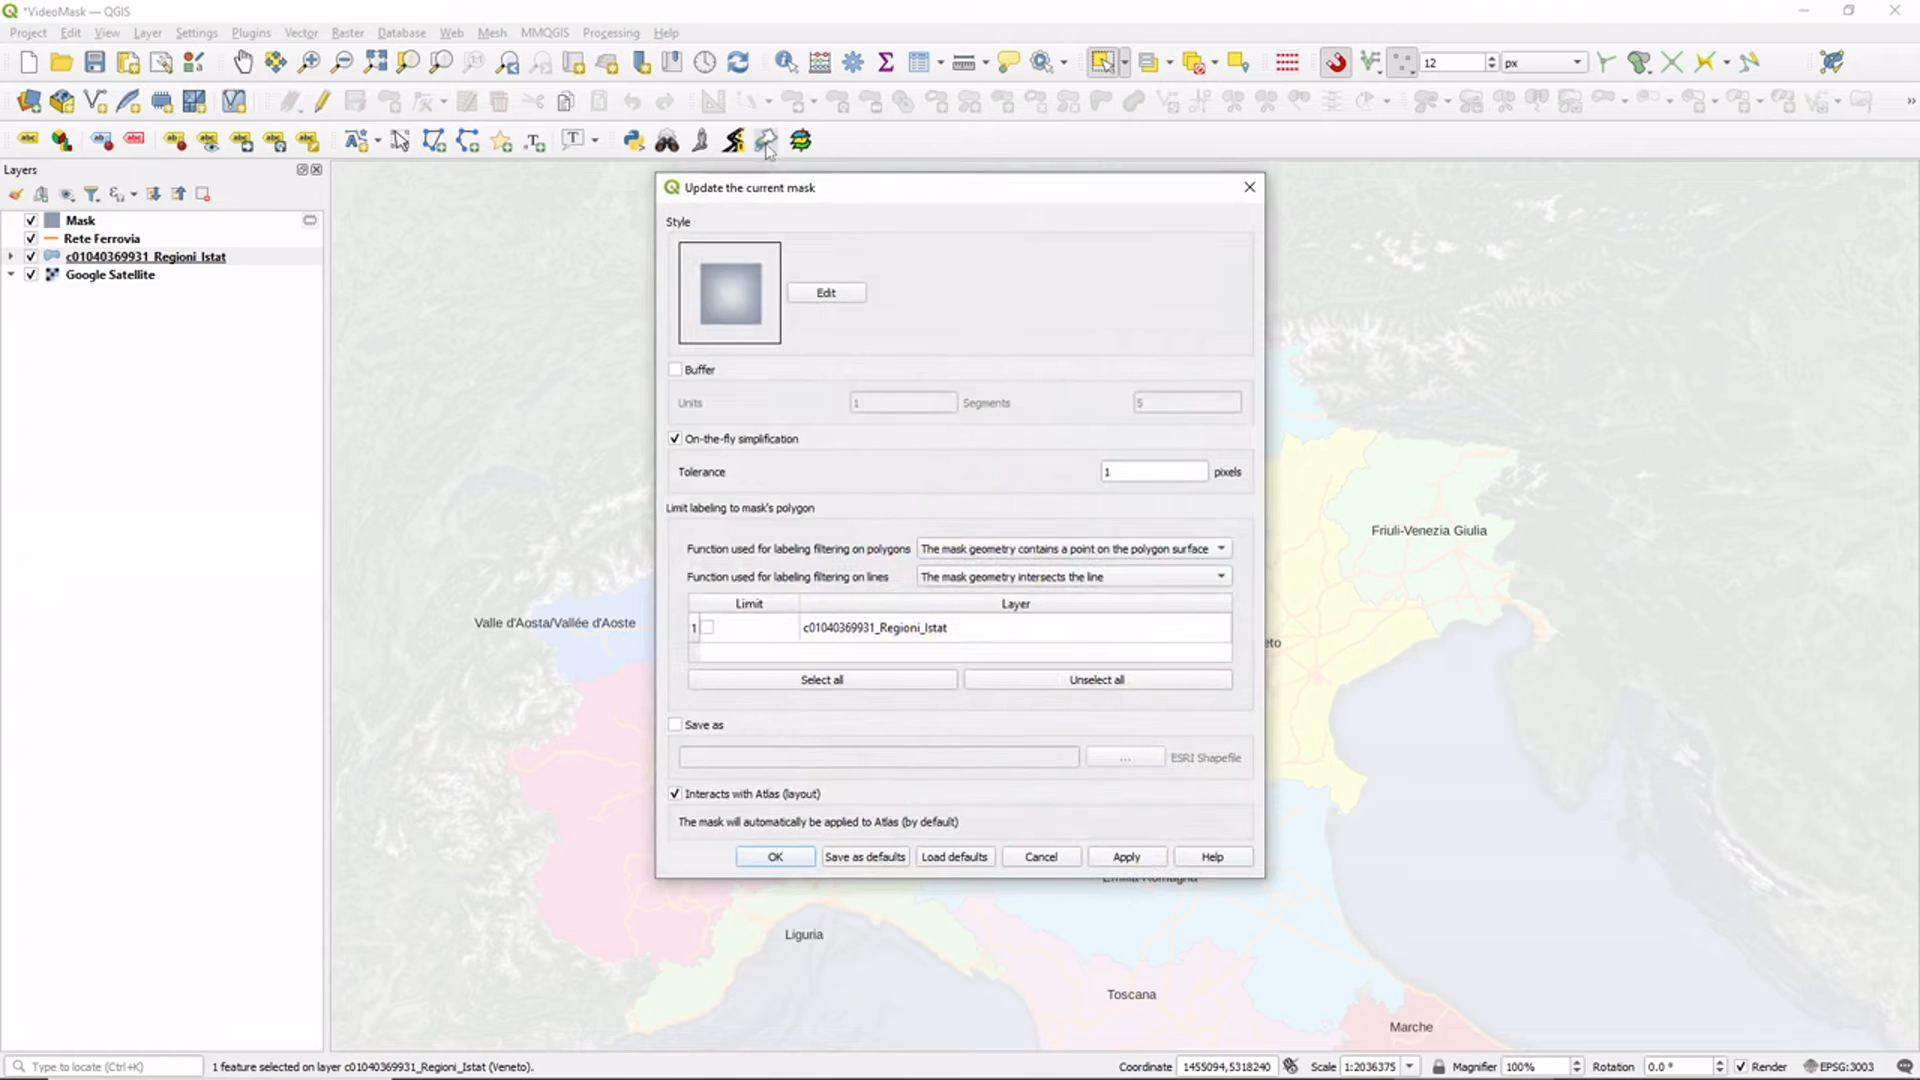 *VideoMask — QGIS
Project Edit View Layer Settings Plugins Vector Raster Database Web Mesh MMQGIS Processing Help
12 px
abc abc abc
Layers
Mask
Rete Ferrovia
c01040369931_Regioni_Istat
Google Satellite
Update the current mask
Style
Edit
Buffer
Units 1 Segments 5
On-the-fly simplification
Tolerance 1 pixels
Limit labeling to mask's polygon
Function used for labeling filtering on polygons The mask geometry contains a point on the polygon surface
Function used for labeling filtering on lines The mask geometry intersects the line
Limit Layer
1 c01040369931_Regioni_Istat
Select all Unselect all
Save as
... ESRI Shapefile
Interacts with Atlas (layout)
The mask will automatically be applied to Atlas (by default)
OK Save as defaults Load defaults Cancel Apply Help
Friuli-Venezia Giulia
Valle d'Aosta/Vallée d'Aoste
eto
Emilia-Romagna
Liguria
Toscana
Marche
Type to locate (Ctrl+K) 1 feature selected on layer c01040369931_Regioni_Istat (Veneto). Coordinate 1455094,5318240 Scale 1:2036375 Magnifier 100% Rotation 0.0 ° Render EPSG:3003